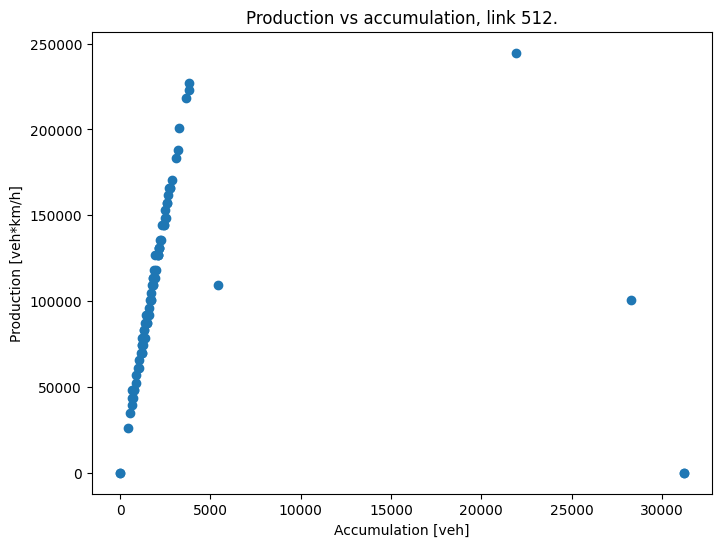 Production vs accumulation, link 512.
250000
200000
150000
100000
50000
0
Production [veh*km/h]
0 5000 10000 15000 20000 25000 30000
Accumulation [veh]